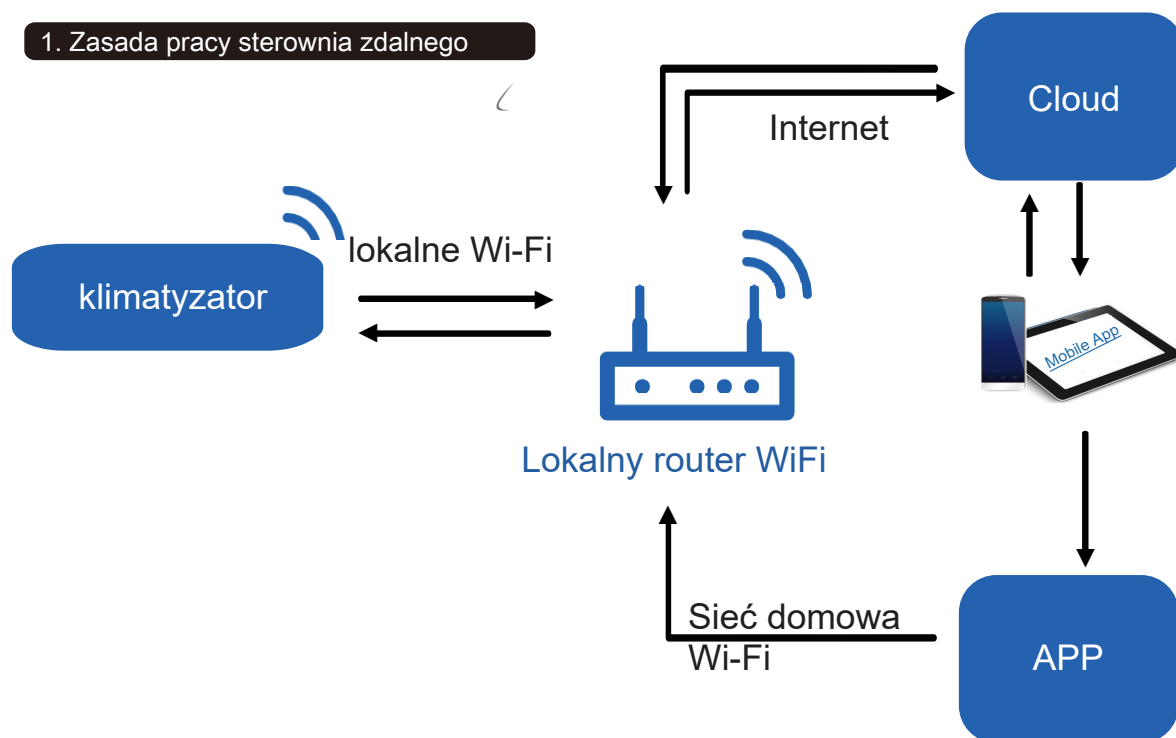 1. Zasada pracy sterownia zdalnego
Cloud
Internet
lokalne Wi-Fi
klimatyzator
Mobile App
Lokalny router WiFi
Sieć domowa
Wi-Fi
APP